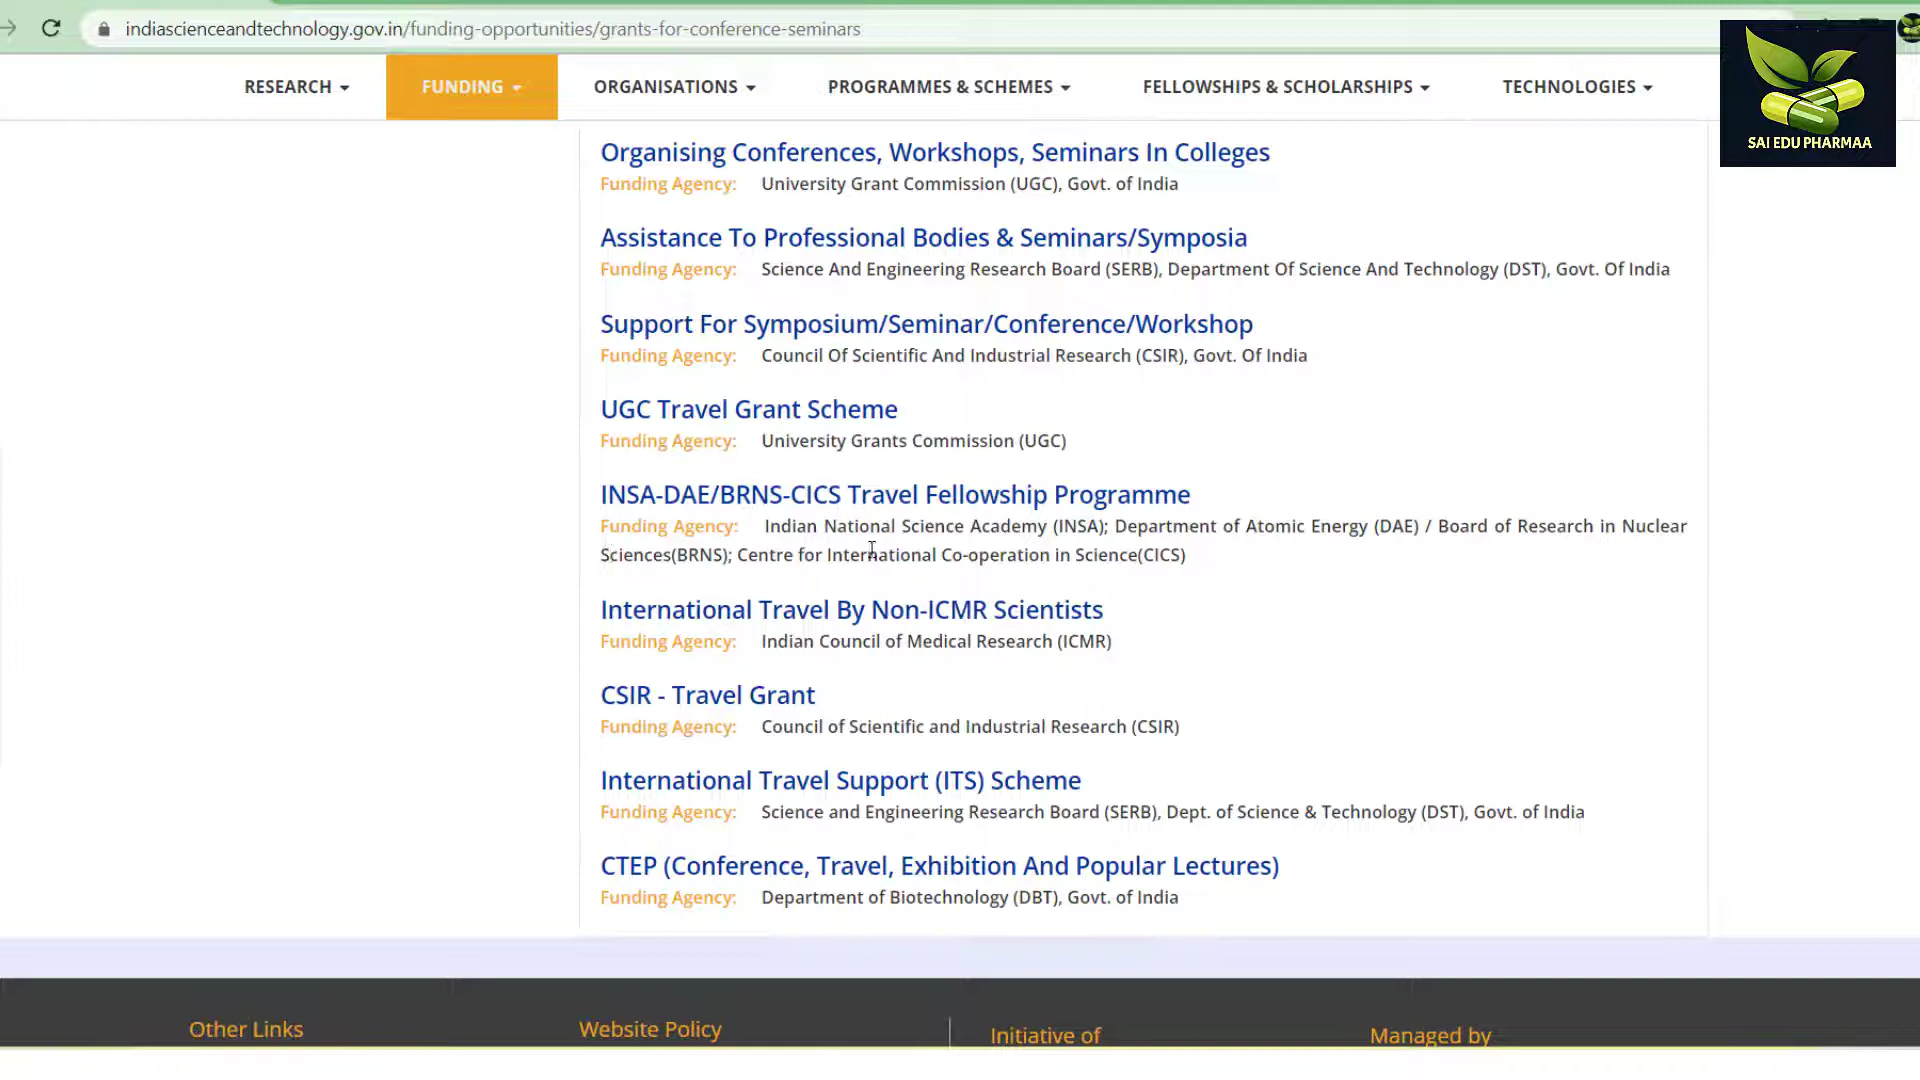 indiascienceandtechnology.gov.in/funding-opportunities/grants-for-conference-seminars
RESEARCH FUNDING ORGANISATIONS PROGRAMMES & SCHEMES FELLOWSHIPS & SCHOLARSHIPS TECHNOLOGIES
SAI EDU PHARMAA
Organising Conferences, Workshops, Seminars In Colleges
Funding Agency: University Grant Commission (UGC), Govt. of India
Assistance To Professional Bodies & Seminars/Symposia
Funding Agency: Science And Engineering Research Board (SERB), Department Of Science And Technology (DST), Govt. Of India
Support For Symposium/Seminar/Conference/Workshop
Funding Agency: Council Of Scientific And Industrial Research (CSIR), Govt. Of India
UGC Travel Grant Scheme
Funding Agency: University Grants Commission (UGC)
INSA-DAE/BRNS-CICS Travel Fellowship Programme
Funding Agency: Indian National Science Academy (INSA); Department of Atomic Energy (DAE) / Board of Research in Nuclear
Sciences(BRNS); Centre for International Co-operation in Science(CICS)
International Travel By Non-ICMR Scientists
Funding Agency: Indian Council of Medical Research (ICMR)
CSIR - Travel Grant
Funding Agency: Council of Scientific and Industrial Research (CSIR)
International Travel Support (ITS) Scheme
Funding Agency: Science and Engineering Research Board (SERB), Dept. of Science & Technology (DST), Govt. of India
CTEP (Conference, Travel, Exhibition And Popular Lectures)
Funding Agency: Department of Biotechnology (DBT), Govt. of India
Other Links Website Policy Initiative of Managed by